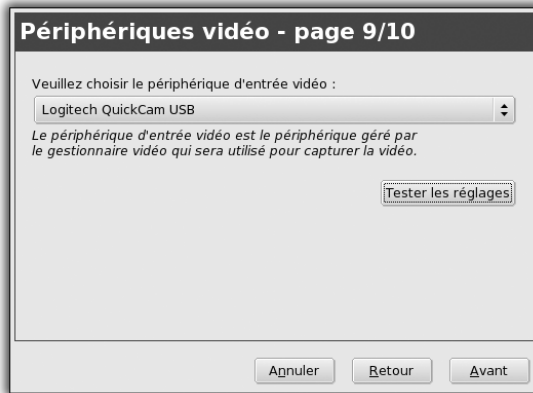 Périphériques vidéo - page 9/10
Veuillez choisir le périphérique d'entrée vidéo :
Logitech QuickCam USB
Le périphérique d'entrée vidéo est le périphérique géré par
le gestionnaire vidéo qui sera utilisé pour capturer la vidéo.
Tester les réglages
Annuler Retour Avant